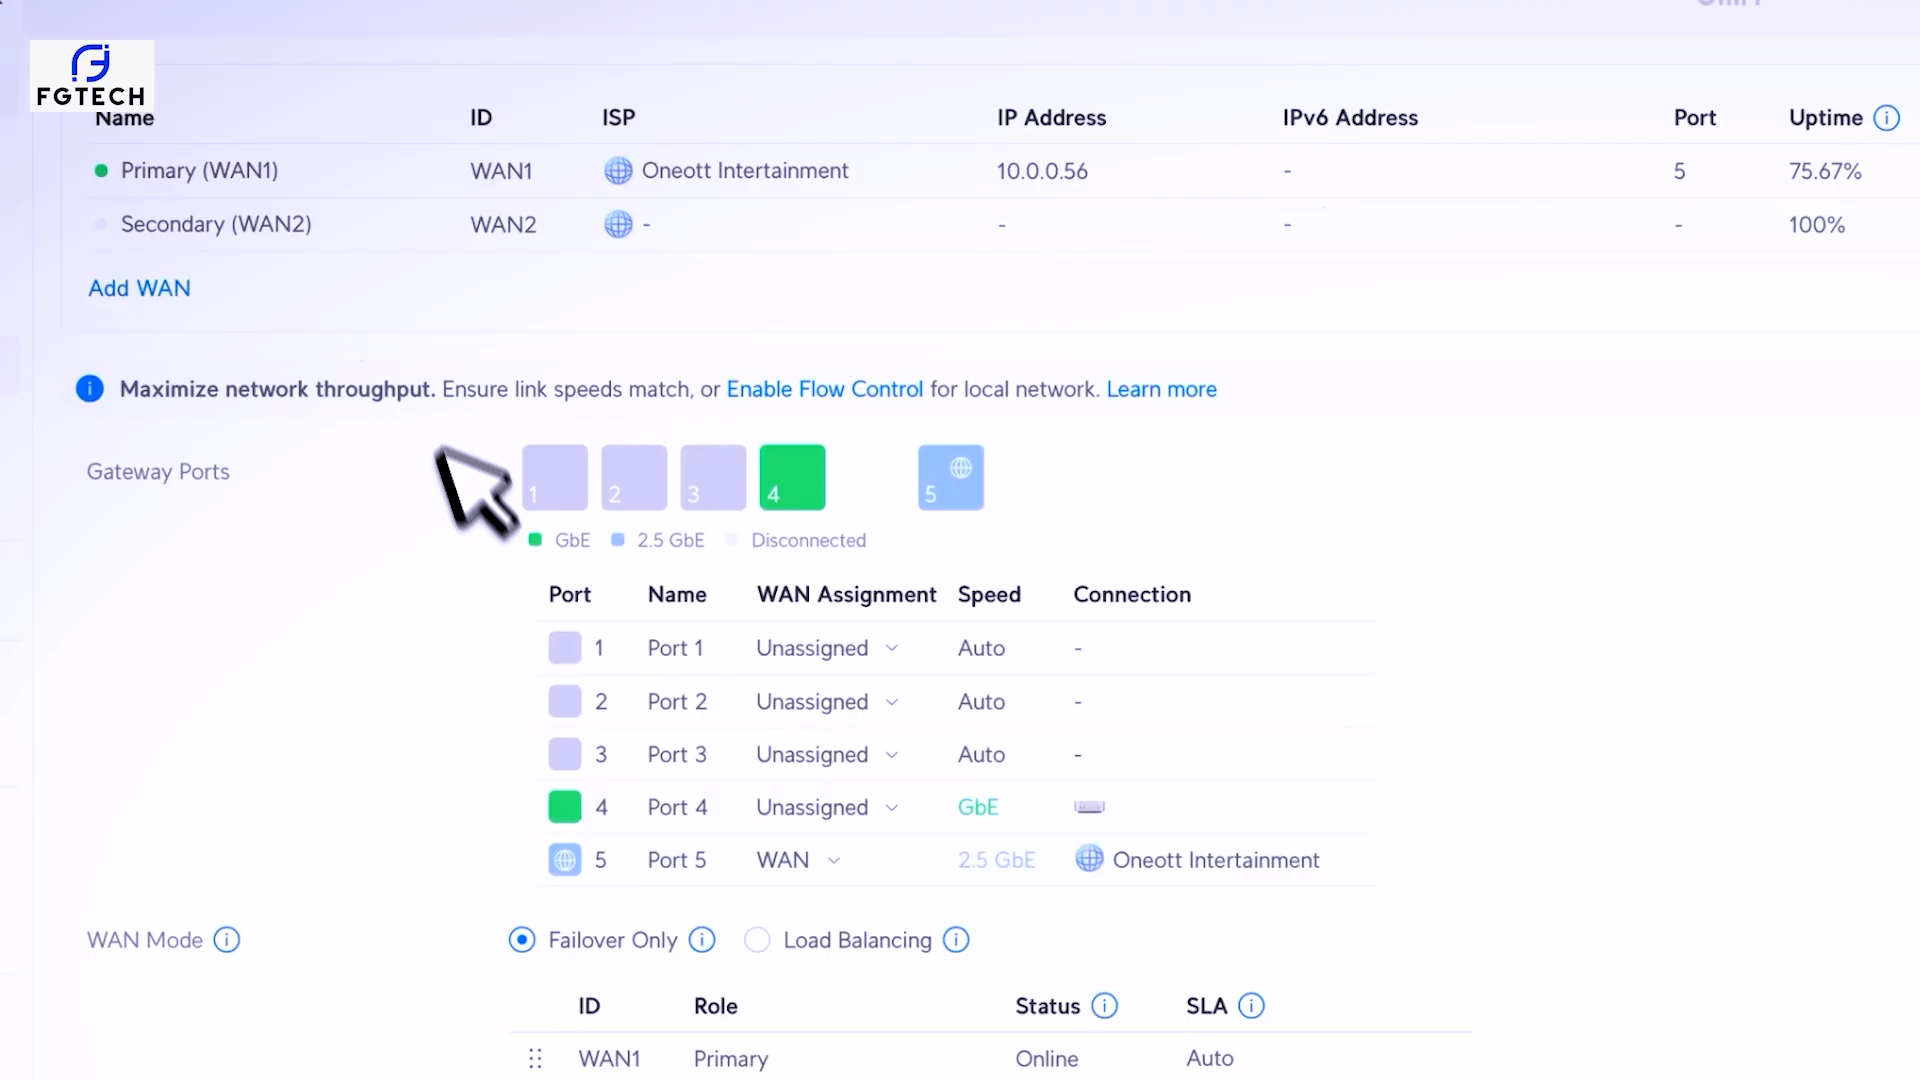 FGTECH
Name ID ISP IP Address IPv6 Address Port Uptime
Primary (WAN1) WAN1 Oneott Intertainment 10.0.0.56 - 5 75.67%
Secondary (WAN2) WAN2 - - - - 100%
Add WAN
Maximize network throughput. Ensure link speeds match, or Enable Flow Control for local network. Learn more
Gateway Ports
1 2 3 4 5
GbE 2.5 GbE Disconnected
Port Name WAN Assignment Speed Connection
1 Port 1 Unassigned Auto -
2 Port 2 Unassigned Auto -
3 Port 3 Unassigned Auto -
4 Port 4 Unassigned GbE
5 Port 5 WAN 2.5 GbE Oneott Intertainment
WAN Mode Failover Only Load Balancing
ID Role Status SLA
WAN1 Primary Online Auto